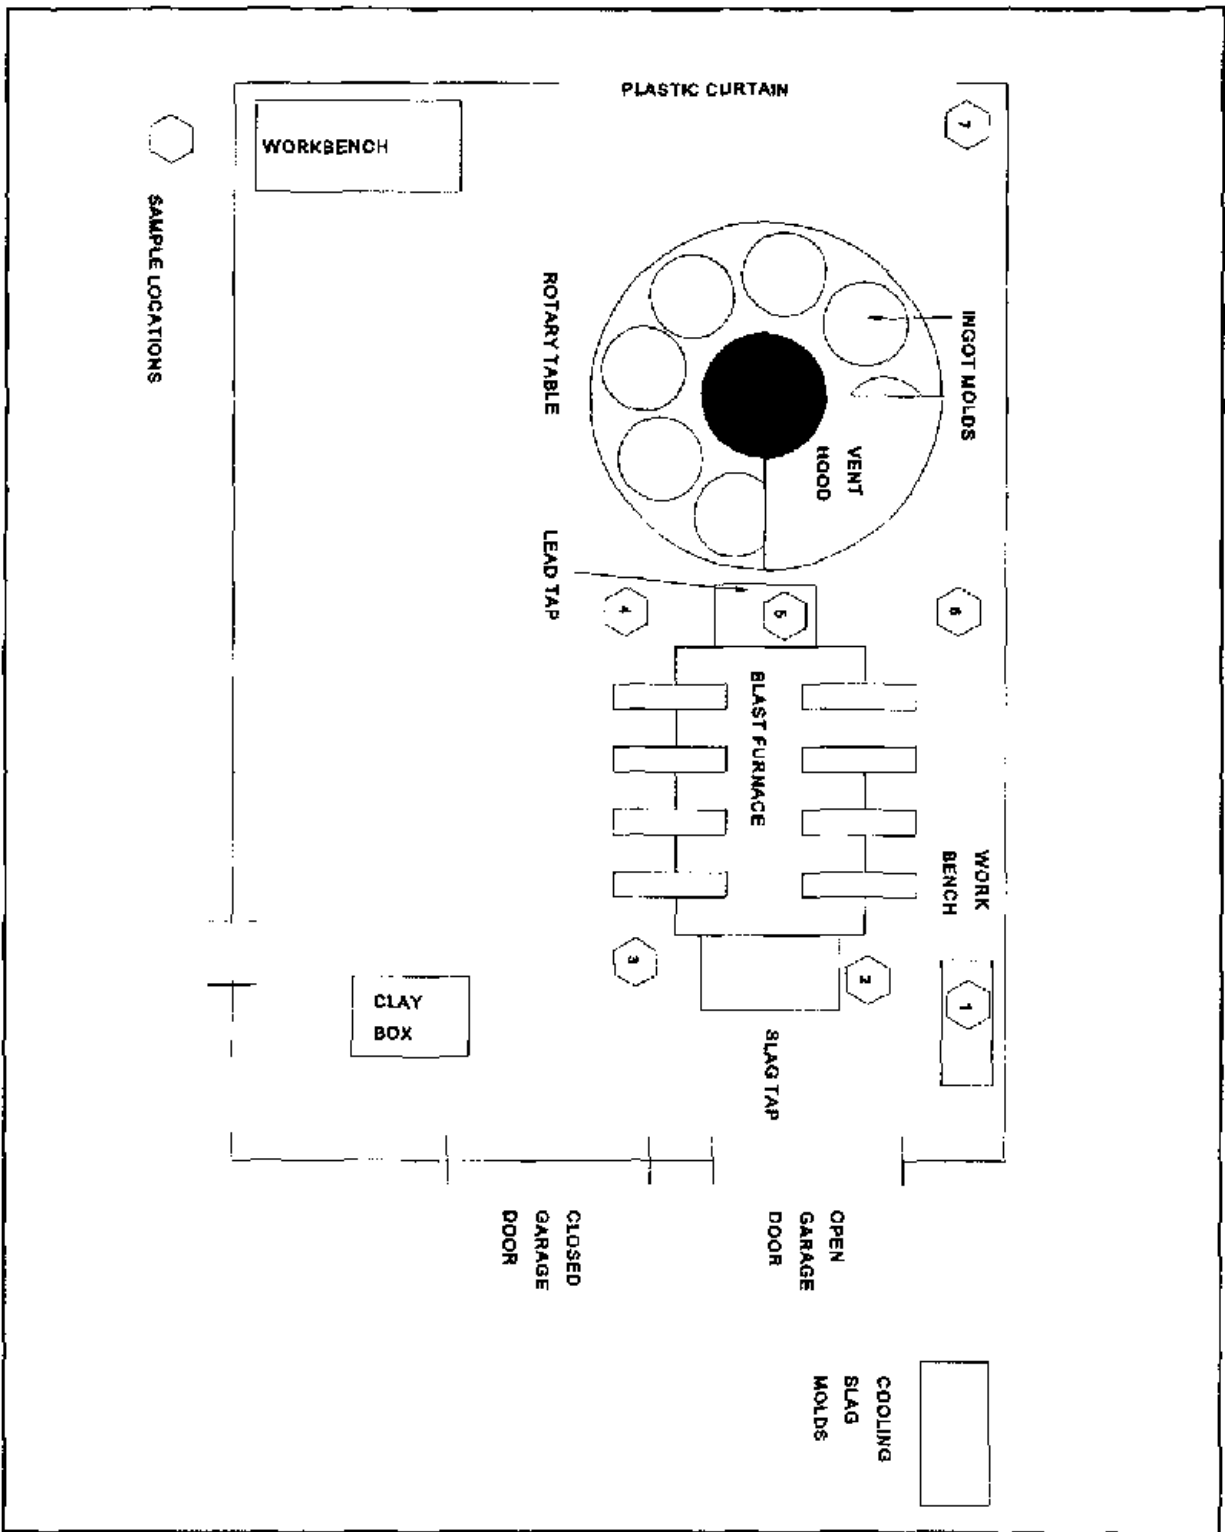 PLASTIC CURTAIN
7
WORKBENCH
SAMPLE LOCATIONS
ROTARY TABLE
INGOT MOLDS
VENT
HOOD
LEAD TAP
4
5
6
BLAST FURNACE
WORK
BENCH
3
2
1
CLAY
BOX
SLAG TAP
CLOSED
GARAGE
DOOR
OPEN
GARAGE
DOOR
COOLING
SLAG
MOLDS